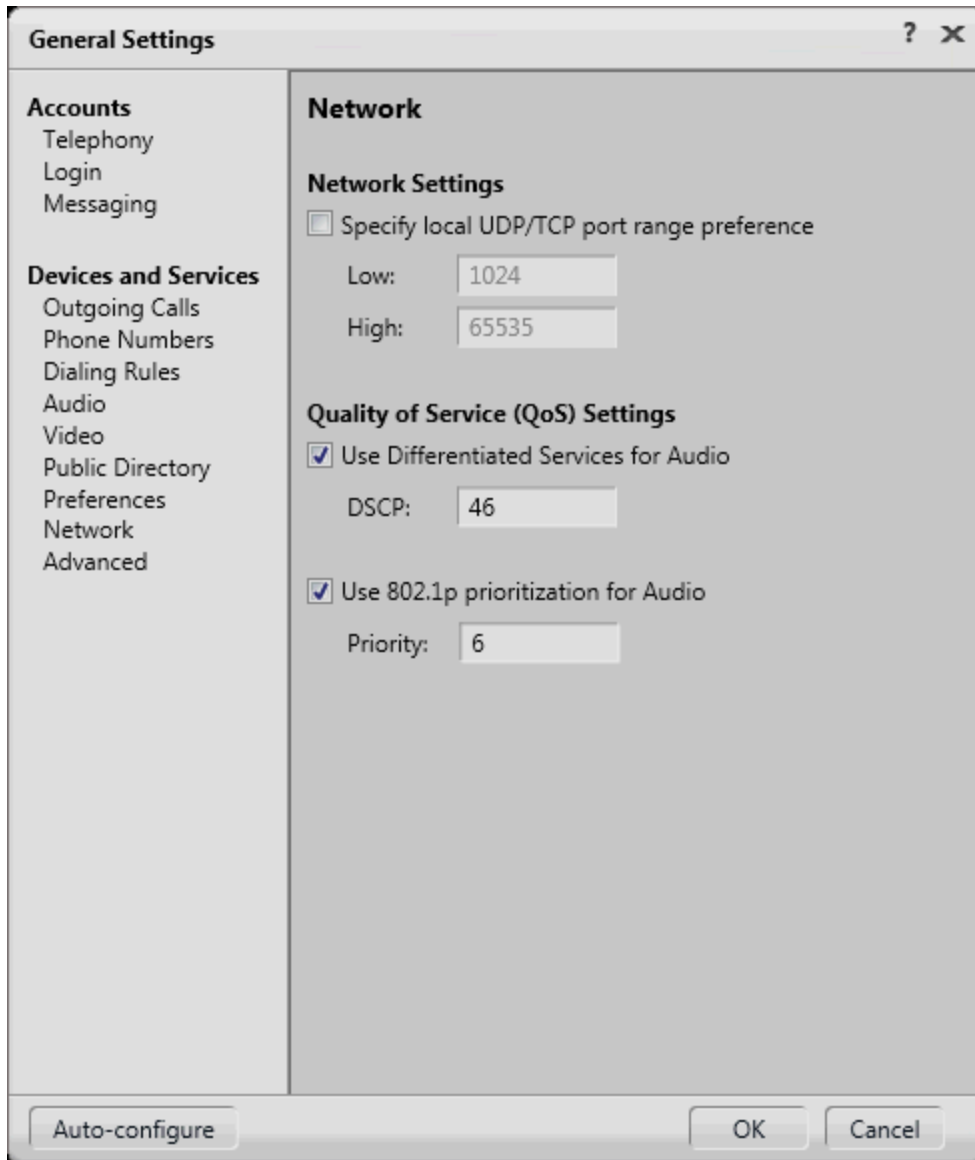 General Settings
?
Accounts
Telephony
Login
Messaging
Devices and Services
Outgoing Calls
Phone Numbers
Dialing Rules
Audio
Video
Public Directory
Preferences
Network
Advanced
Network
Network Settings
Specify local UDP/TCP port range preference
Low: 1024
High: 65535
Quality of Service (QoS) Settings
Use Differentiated Services for Audio
DSCP: 46
Use 802.1p prioritization for Audio
Priority: 6
Auto-configure
OK
Cancel